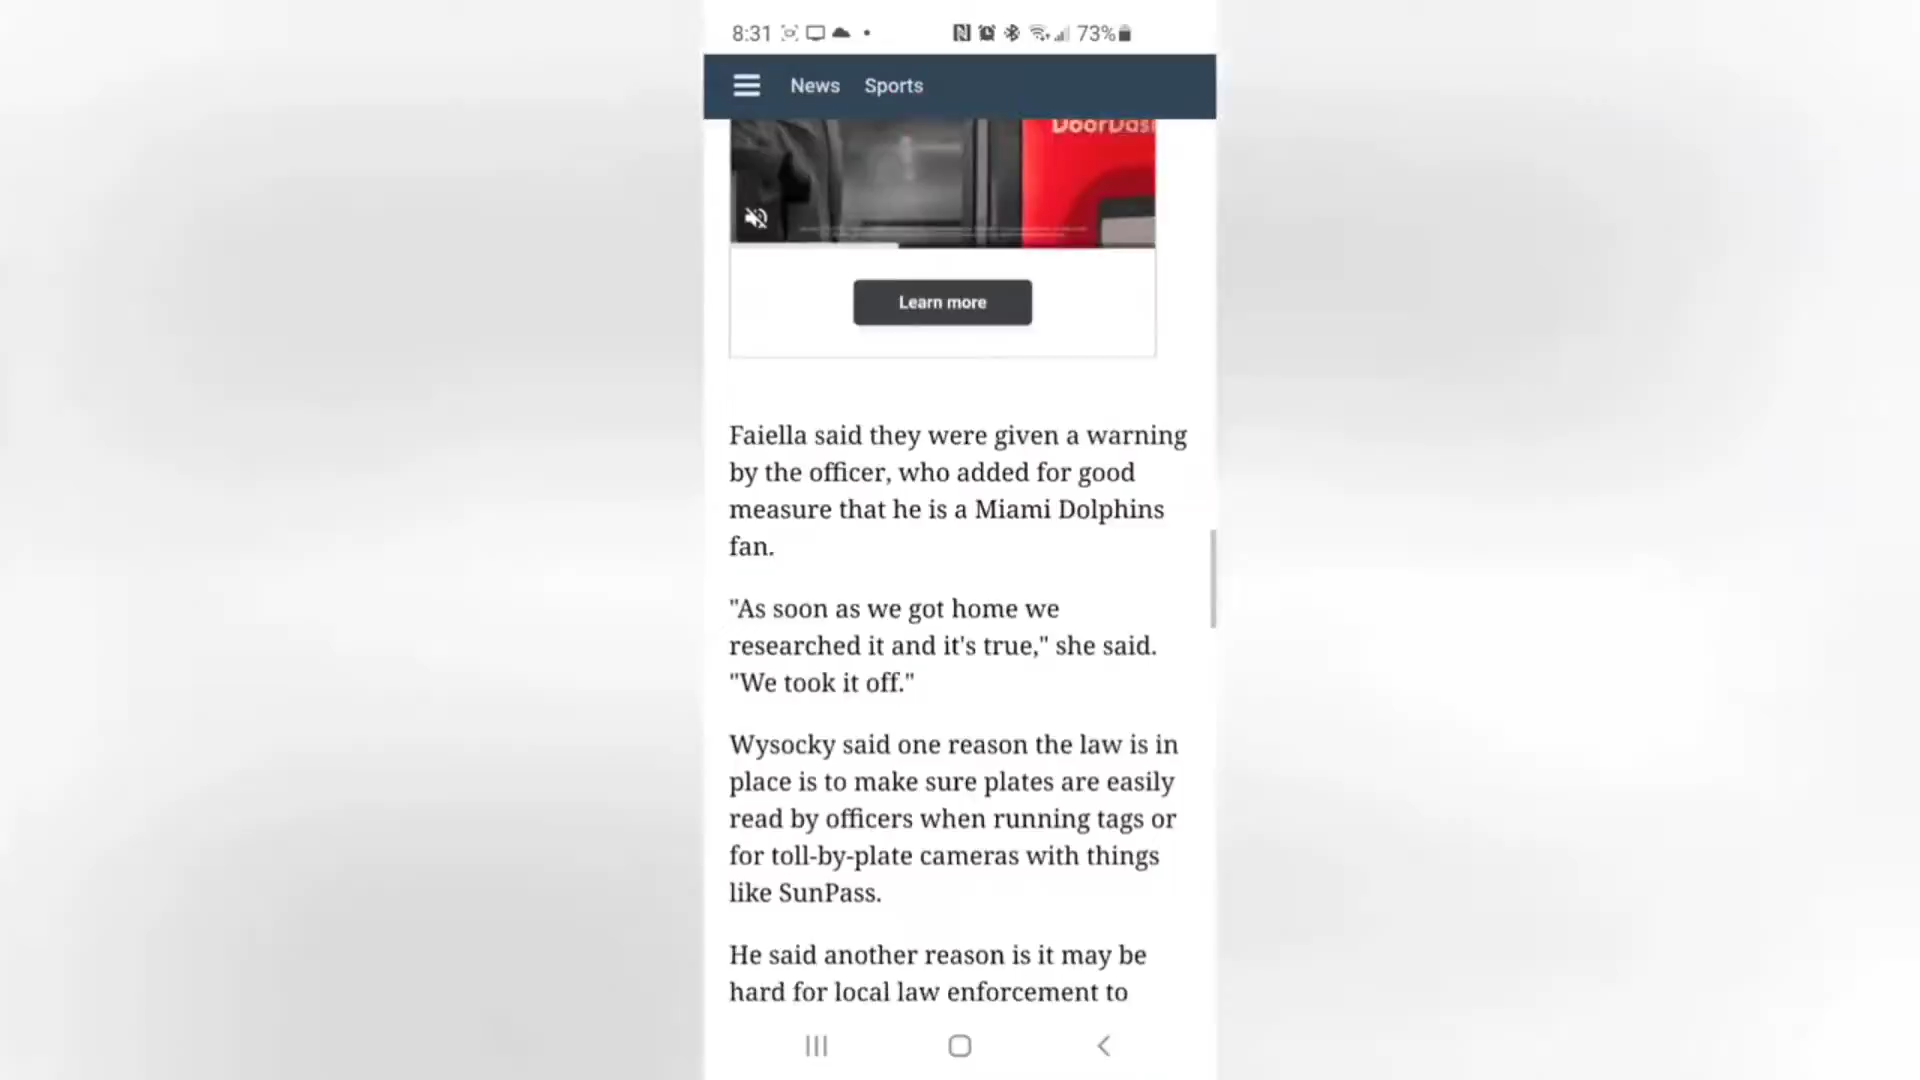 8:31
73%
News Sports
DoorDash
Learn more
Faiella said they were given a warning
by the officer, who added for good
measure that he is a Miami Dolphins
fan.
"As soon as we got home we
researched it and it's true," she said.
"We took it off."
Wysocky said one reason the law is in
place is to make sure plates are easily
read by officers when running tags or
for toll-by-plate cameras with things
like SunPass.
He said another reason is it may be
hard for local law enforcement to